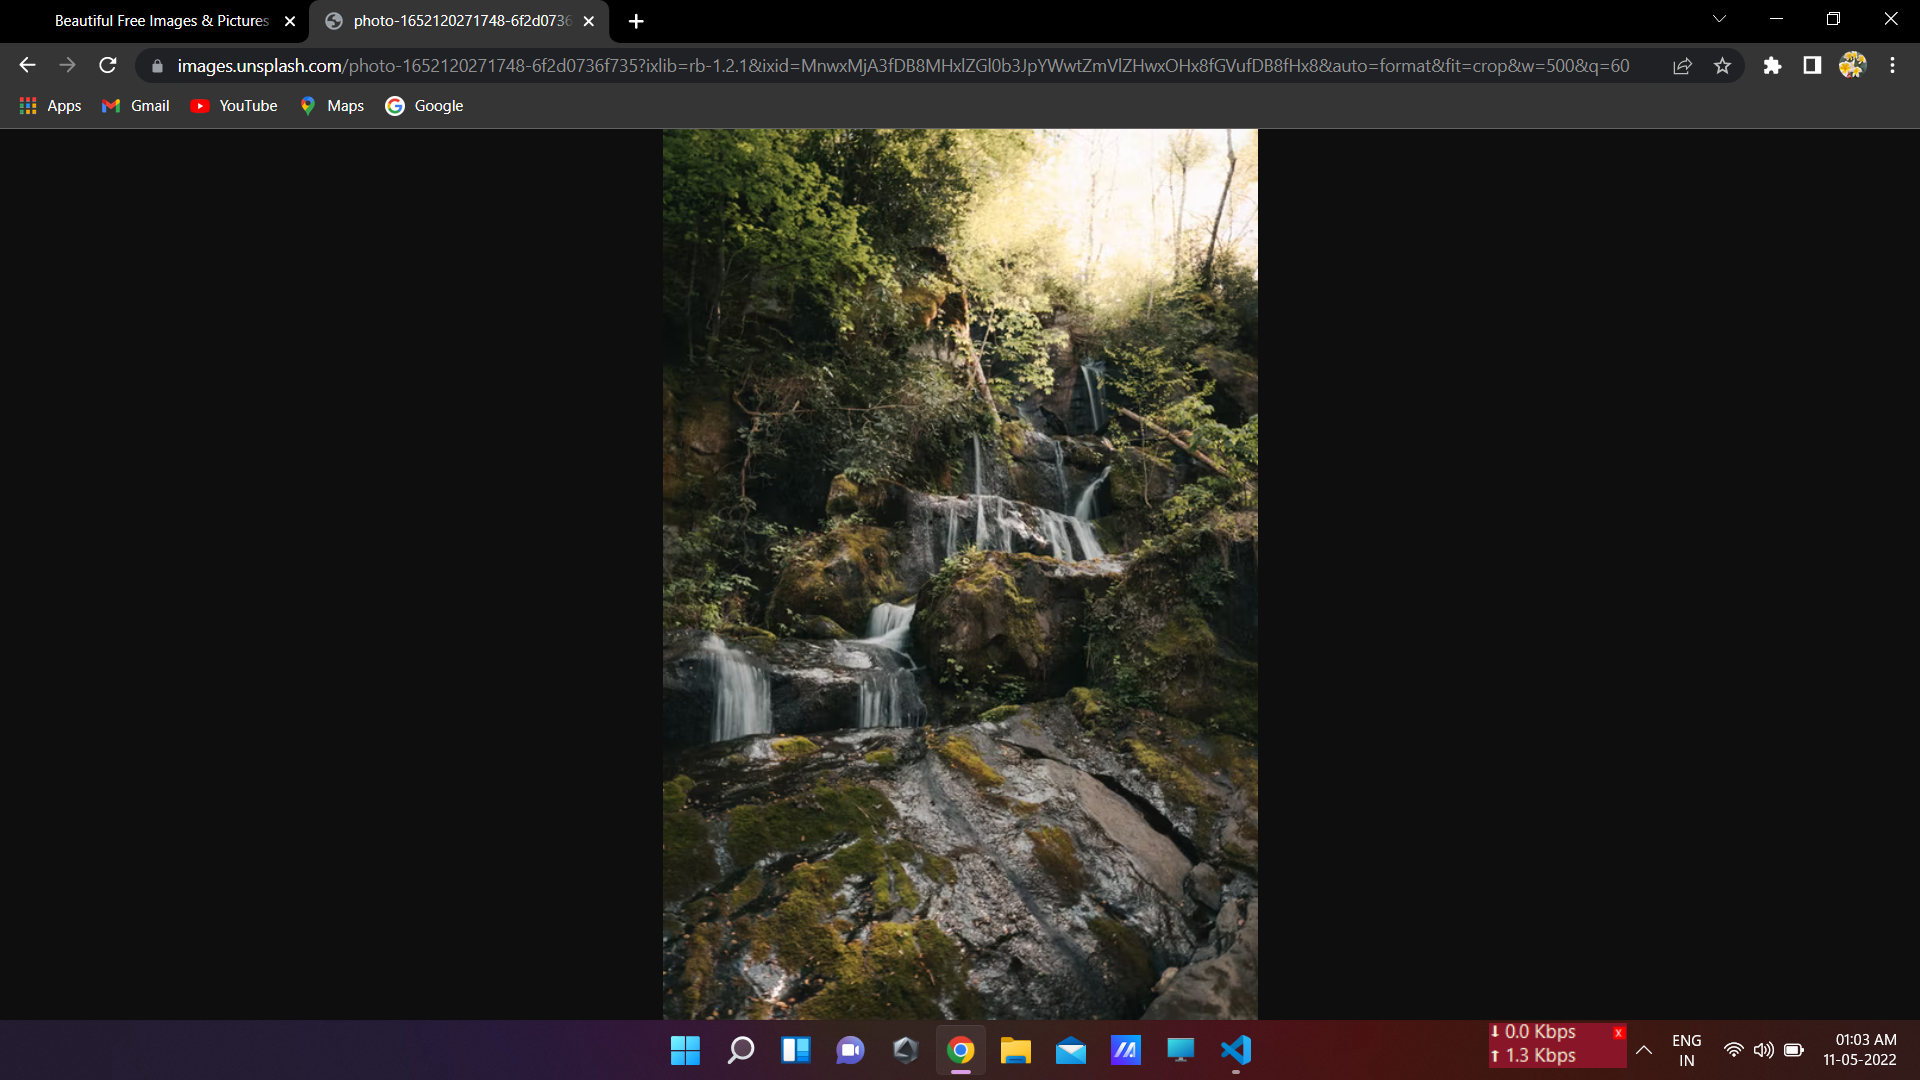 Beautiful Free Images & Pictures
photo-1652120271748-6f2d0736
images.unsplash.com/photo-1652120271748-6f2d0736f735?ixlib=rb-1.2.1&ixid=MnwxMjA3fDB8MHxlZGl0b3JpYWwtZmVlZHwxOHx8fGVufDB8fHx8&auto=format&fit=crop&w=500&q=60
Apps Gmail YouTube Maps Google
0.0 Kbps x
1.3 Kbps
ENG
IN
01:03 AM
11-05-2022